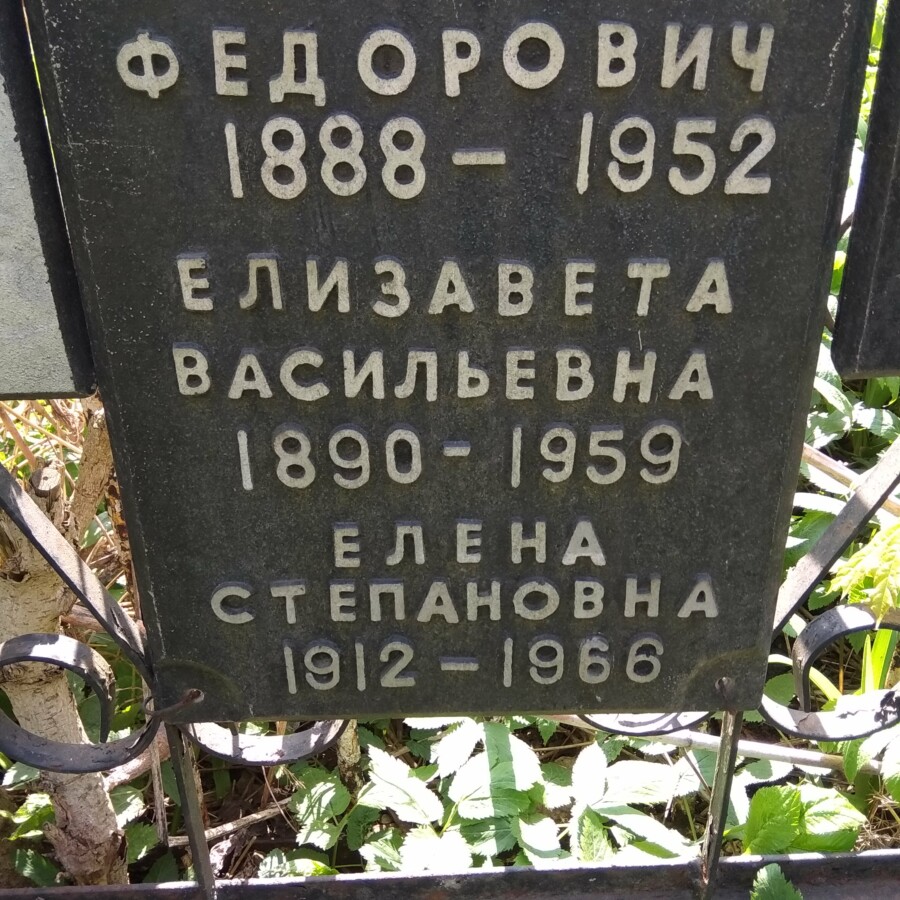 ФЕДОРОВИЧ
1888 - 1952
ЕЛИЗАВЕТА
ВАСИЛЬЕВНА
1890 - 1959
ЕЛЕНА
СТЕПАНОВНА
1912 - 1966